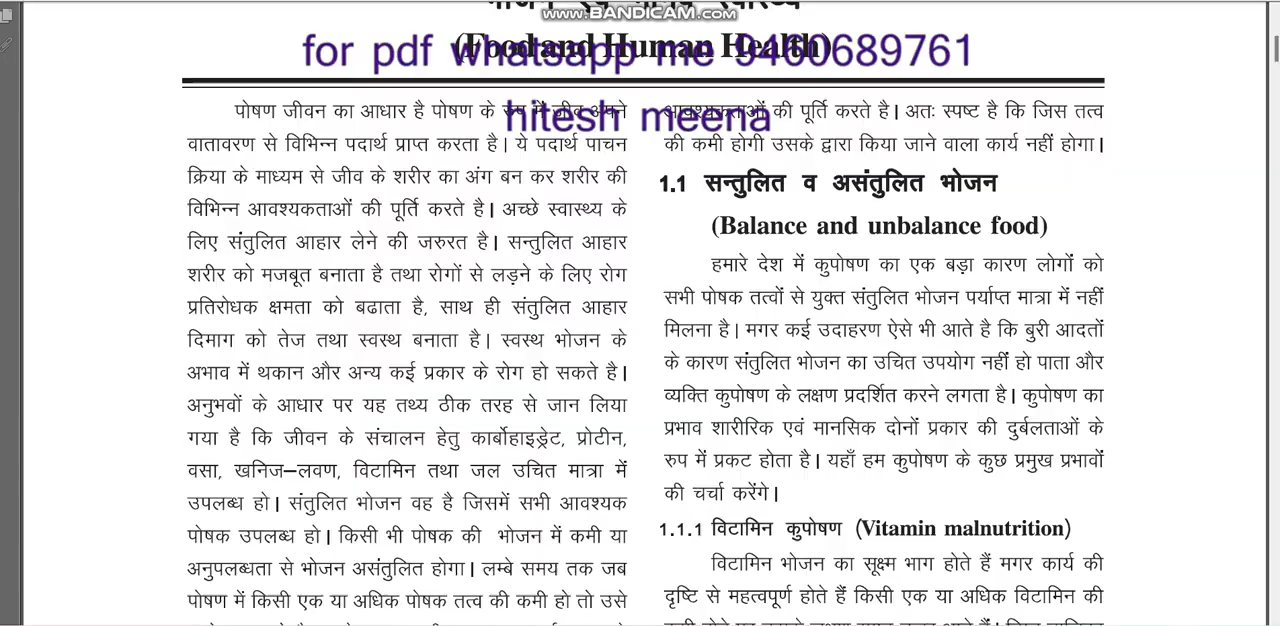 www.BANDICAM.com
भोजन एवं मानव स्वास्थ्य
(Food and Human Health)
for pdf whatsapp me 9460689761
hitesh meena
पोषण जीवन का आधार है पोषण के रुप में जीव अपने
वातावरण से विभिन्न पदार्थ प्राप्त करता है। ये पदार्थ पाचन
क्रिया के माध्यम से जीव के शरीर का अंग बन कर शरीर की
विभिन्न आवश्यकताओं की पूर्ति करते है। अच्छे स्वास्थ्य के
लिए संतुलित आहार लेने की जरुरत है। सन्तुलित आहार
शरीर को मजबूत बनाता है तथा रोगों से लड़ने के लिए रोग
प्रतिरोधक क्षमता को बढाता है, साथ ही संतुलित आहार
दिमाग को तेज तथा स्वस्थ बनाता है। स्वस्थ भोजन के
अभाव में थकान और अन्य कई प्रकार के रोग हो सकते है।
अनुभवों के आधार पर यह तथ्य ठीक तरह से जान लिया
गया है कि जीवन के संचालन हेतु कार्बोहाइड्रेट, प्रोटीन,
वसा, खनिज–लवण, विटामिन तथा जल उचित मात्रा में
उपलब्ध हो। संतुलित भोजन वह है जिसमें सभी आवश्यक
पोषक उपलब्ध हो। किसी भी पोषक की भोजन में कमी या
अनुपलब्धता से भोजन असंतुलित होगा। लम्बे समय तक जब
पोषण में किसी एक या अधिक पोषक तत्व की कमी हो तो उसे
आवश्यकताओं की पूर्ति करते है। अतः स्पष्ट है कि जिस तत्व
की कमी होगी उसके द्वारा किया जाने वाला कार्य नहीं होगा।
1.1 सन्तुलित व असंतुलित भोजन
(Balance and unbalance food)
हमारे देश में कुपोषण का एक बड़ा कारण लोगों को
सभी पोषक तत्वों से युक्त संतुलित भोजन पर्याप्त मात्रा में नहीं
मिलना है। मगर कई उदाहरण ऐसे भी आते है कि बुरी आदतों
के कारण संतुलित भोजन का उचित उपयोग नहीं हो पाता और
व्यक्ति कुपोषण के लक्षण प्रदर्शित करने लगता है। कुपोषण का
प्रभाव शारीरिक एवं मानसिक दोनों प्रकार की दुर्बलताओं के
रुप में प्रकट होता है। यहाँ हम कुपोषण के कुछ प्रमुख प्रभावों
की चर्चा करेंगे।
1.1.1 विटामिन कुपोषण (Vitamin malnutrition)
विटामिन भोजन का सूक्ष्म भाग होते हैं मगर कार्य की
दृष्टि से महत्वपूर्ण होते हैं किसी एक या अधिक विटामिन की